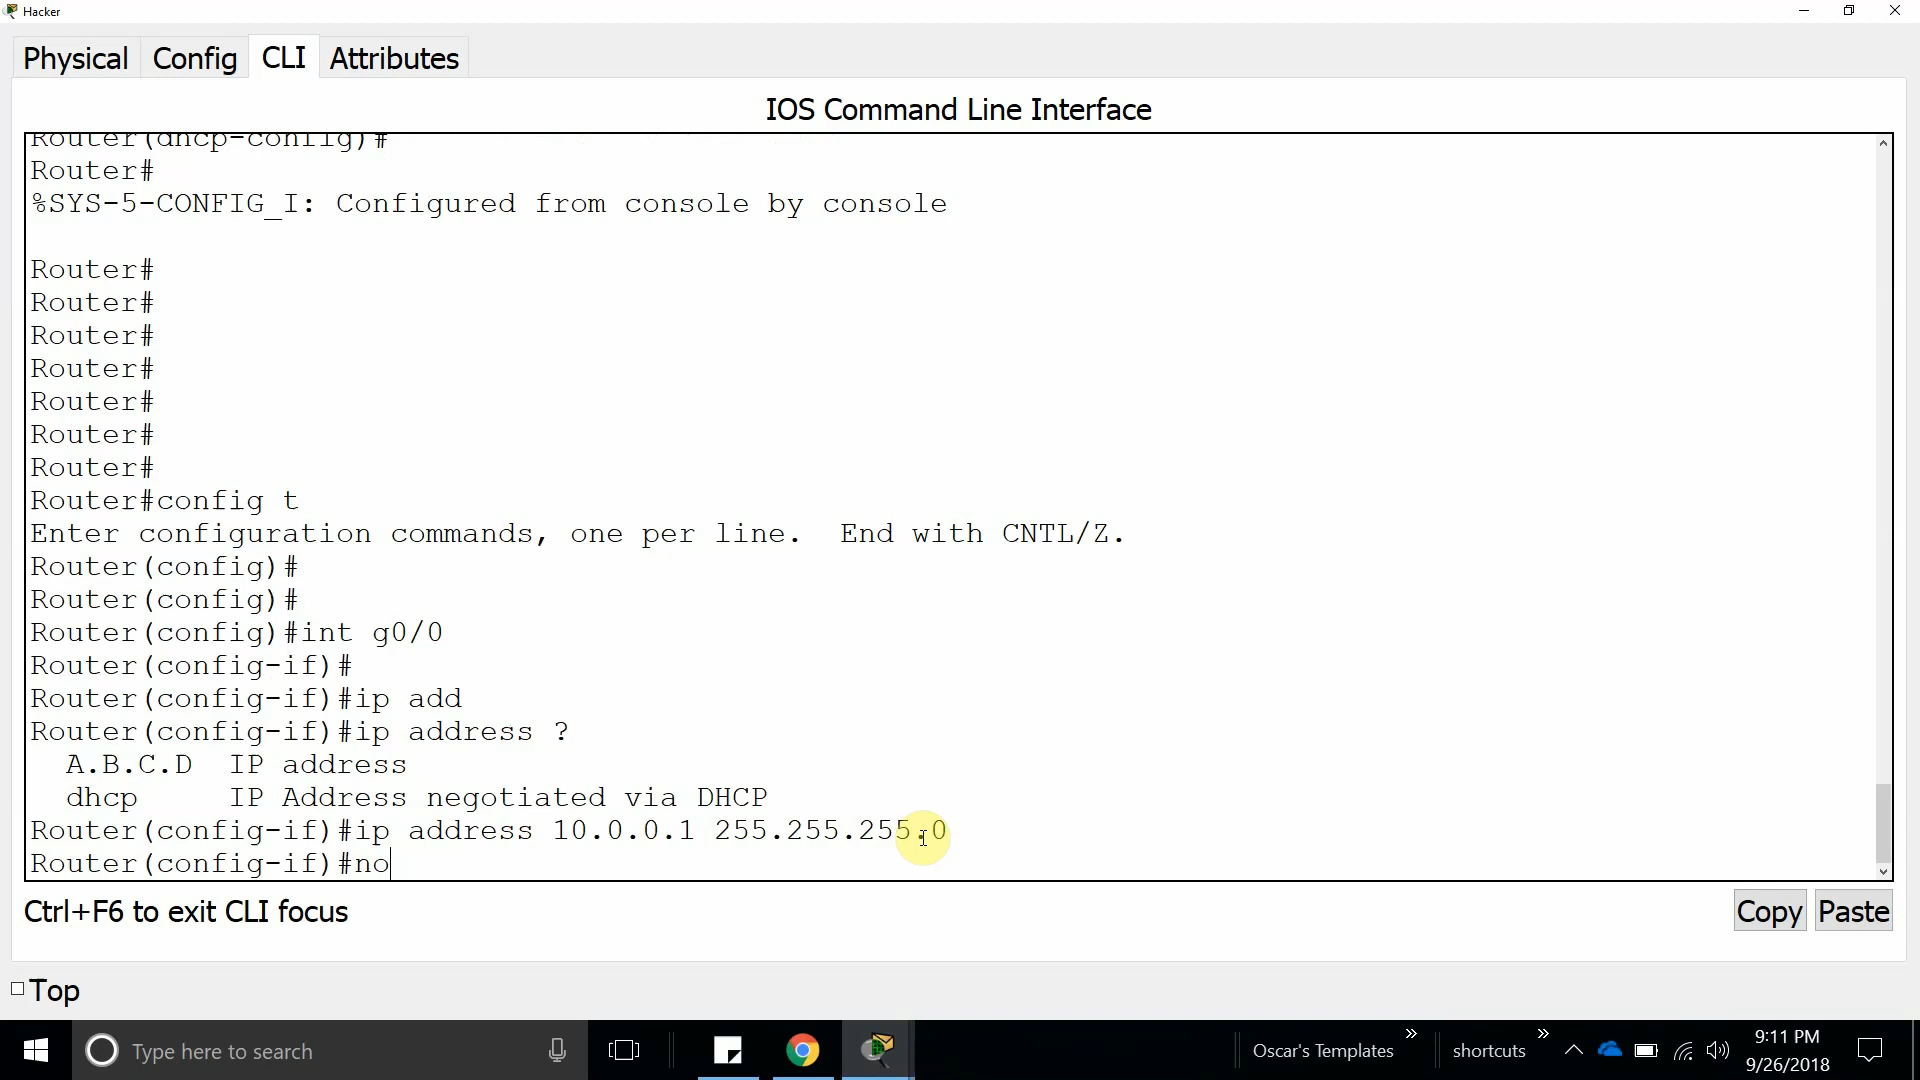 Hacker
Physical Config CLI Attributes
IOS Command Line Interface
Router(dhcp-config)#
Router#
%SYS-5-CONFIG_I: Configured from console by console
Router#
Router#
Router#
Router#
Router#
Router#
Router#
Router#config t
Enter configuration commands, one per line.  End with CNTL/Z.
Router(config)#
Router(config)#
Router(config)#int g0/0
Router(config-if)#
Router(config-if)#ip add
Router(config-if)#ip address ?
A.B.C.D  IP address
dhcp     IP Address negotiated via DHCP
Router(config-if)#ip address 10.0.0.1 255.255.255.0
Router(config-if)#no
Ctrl+F6 to exit CLI focus
Copy Paste
Top
Type here to search
Oscar's Templates
shortcuts
9:11 PM
9/26/2018